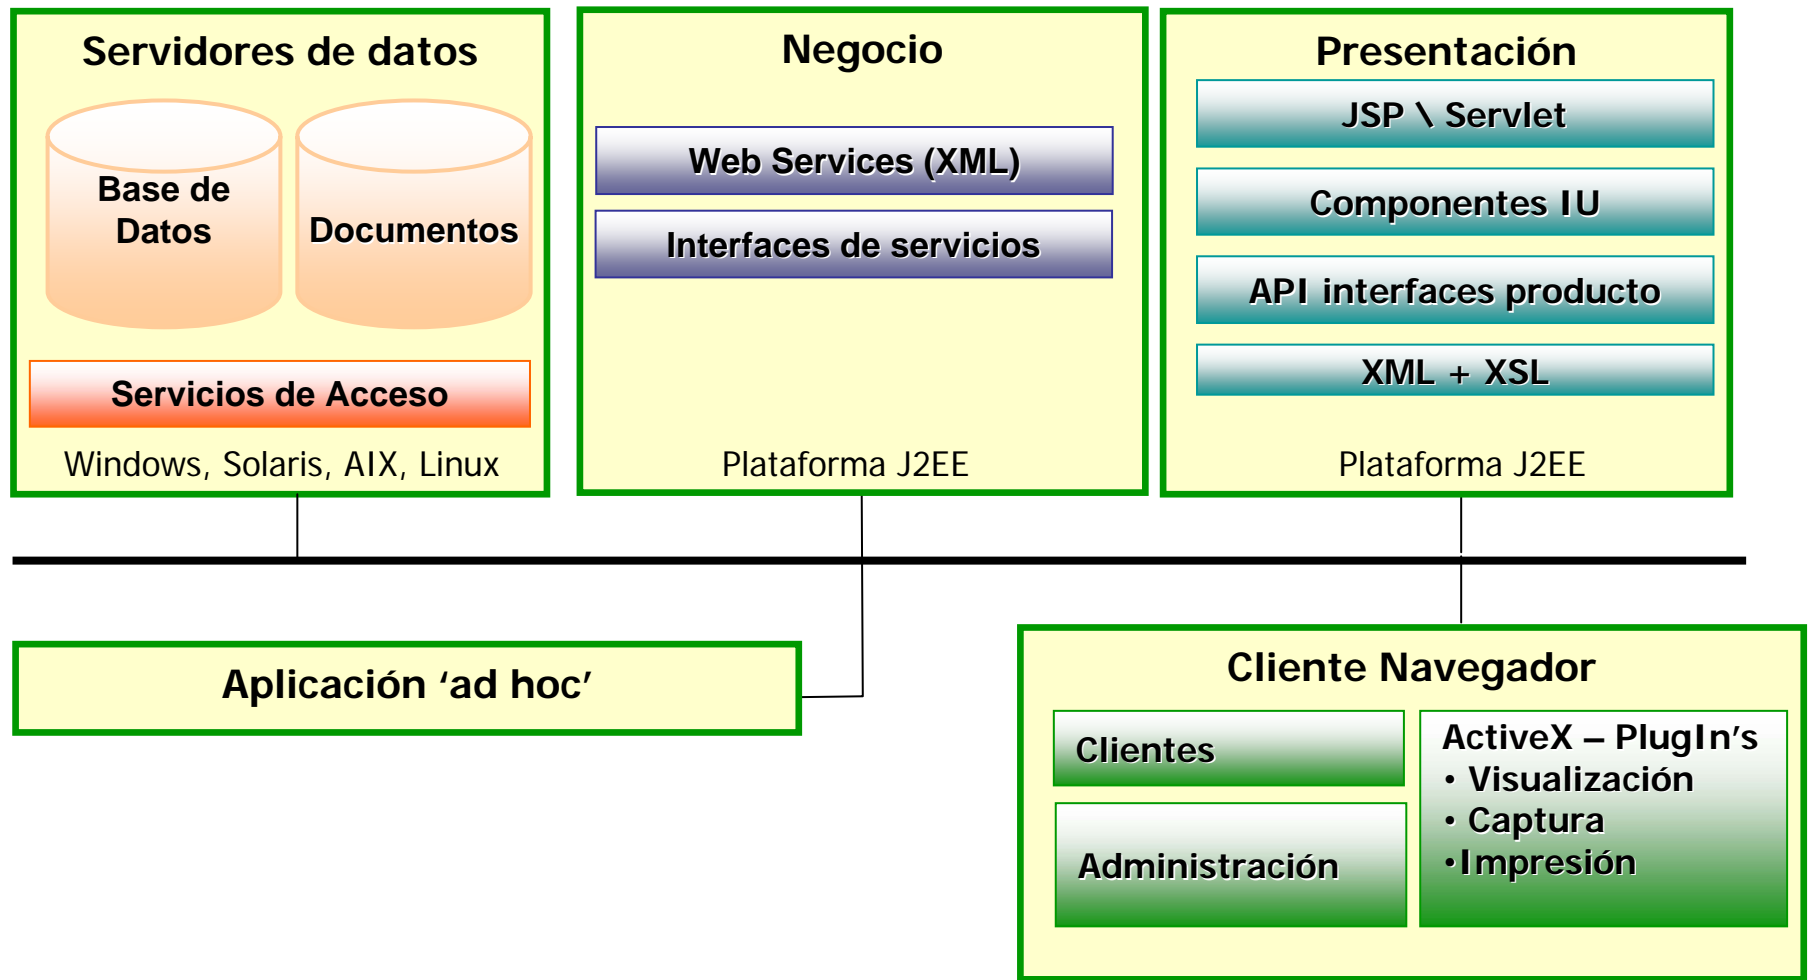 Servidores de datos
Base de
Datos
Documentos
Servicios de Acceso
Windows, Solaris, AIX, Linux
Negocio
Web Services (XML)
Interfaces de servicios
Plataforma J2EE
Presentación
JSP \ Servlet
Componentes IU
API interfaces producto
XML + XSL
Plataforma J2EE
Aplicación ‘ad hoc’
Cliente Navegador
Clientes
Administración
ActiveX – PlugIn’s
• Visualización
• Captura
•Impresión